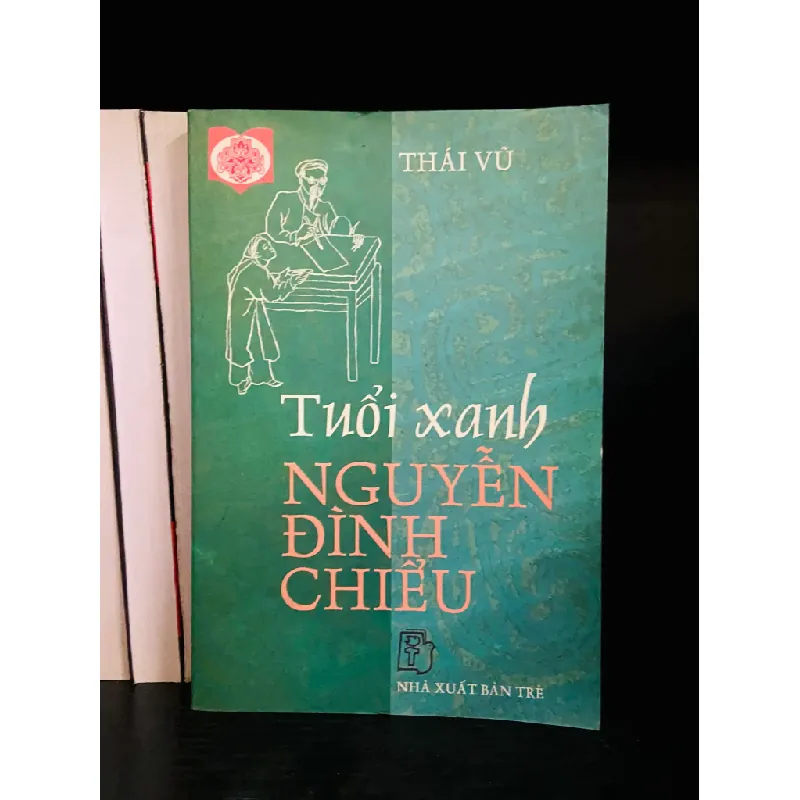 THÁI VŨ
Tuổi xanh
NGUYỄN
ĐÌNH
CHIỂU
NHÀ XUẤT BẢN TRẺ